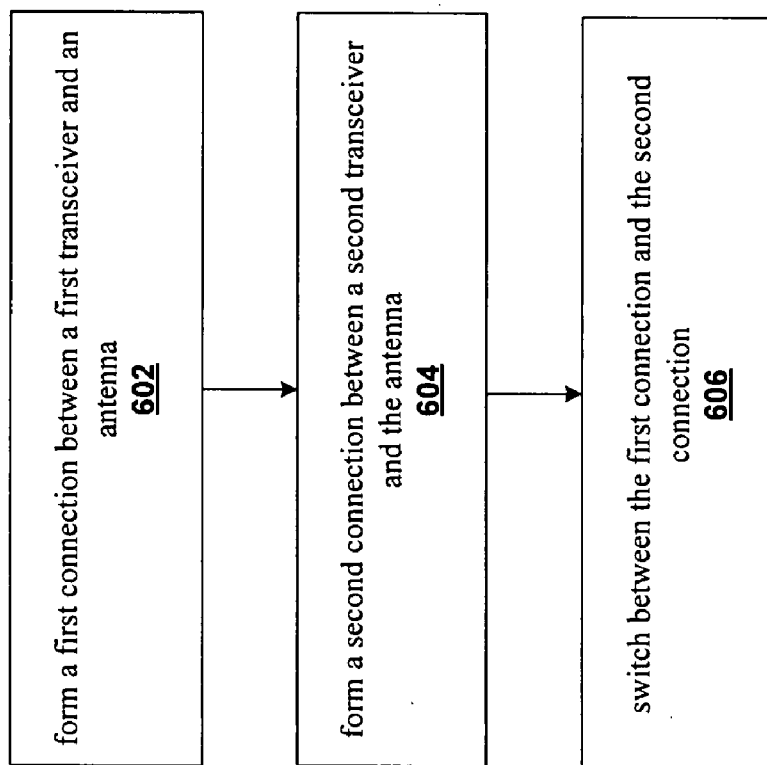 form a first connection between a first transceiver and an
antenna
602
form a second connection between a second transceiver
and the antenna
604
switch between the first connection and the second
connection
606